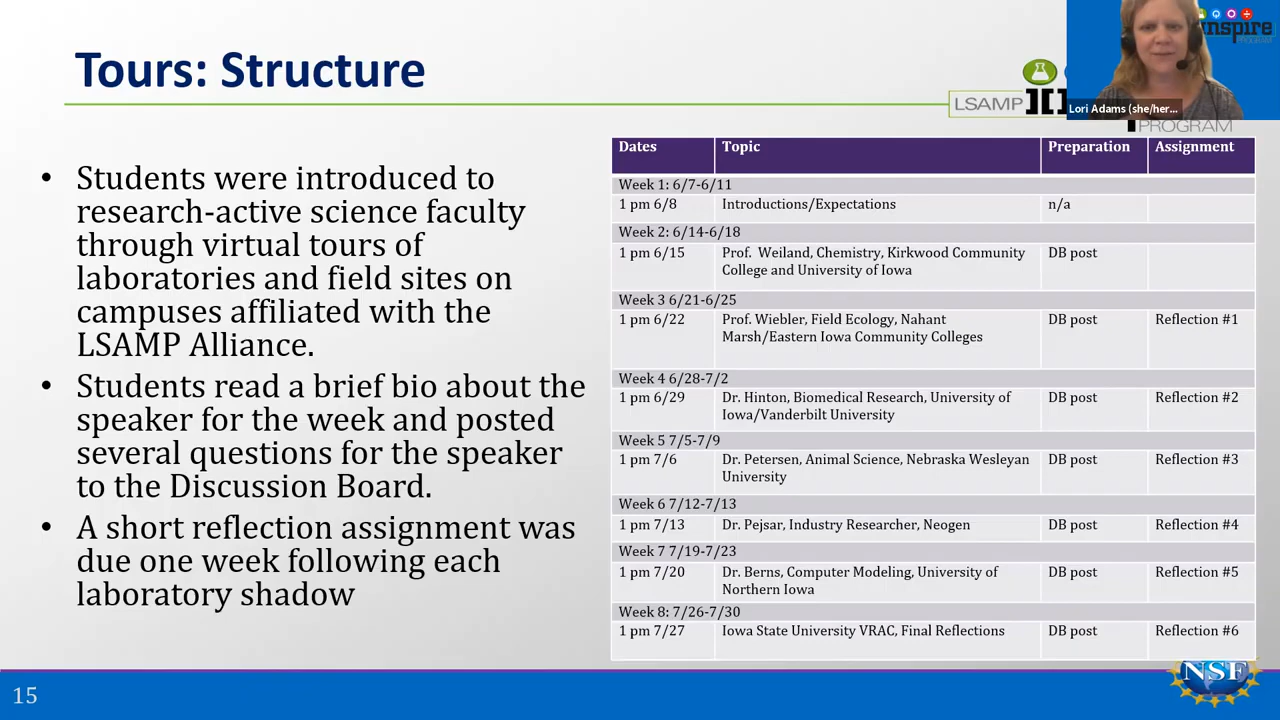 Tours: Structure
inspire
PROGRAM
LSAMP
Lori Adams (she/her...
PROGRAM
• Students were introduced to
research-active science faculty
through virtual tours of
laboratories and field sites on
campuses affiliated with the
LSAMP Alliance.
• Students read a brief bio about the
speaker for the week and posted
several questions for the speaker
to the Discussion Board.
• A short reflection assignment was
due one week following each
laboratory shadow
Dates Topic Preparation Assignment
Week 1: 6/7-6/11
1 pm 6/8 Introductions/Expectations n/a
Week 2: 6/14-6/18
1 pm 6/15 Prof. Weiland, Chemistry, Kirkwood Community DB post
College and University of Iowa
Week 3 6/21-6/25
1 pm 6/22 Prof. Wiebler, Field Ecology, Nahant DB post Reflection #1
Marsh/Eastern Iowa Community Colleges
Week 4 6/28-7/2
1 pm 6/29 Dr. Hinton, Biomedical Research, University of DB post Reflection #2
Iowa/Vanderbilt University
Week 5 7/5-7/9
1 pm 7/6 Dr. Petersen, Animal Science, Nebraska Wesleyan DB post Reflection #3
University
Week 6 7/12-7/13
1 pm 7/13 Dr. Pejsar, Industry Researcher, Neogen DB post Reflection #4
Week 7 7/19-7/23
1 pm 7/20 Dr. Berns, Computer Modeling, University of DB post Reflection #5
Northern Iowa
Week 8: 7/26-7/30
1 pm 7/27 Iowa State University VRAC, Final Reflections DB post Reflection #6
15
NSF